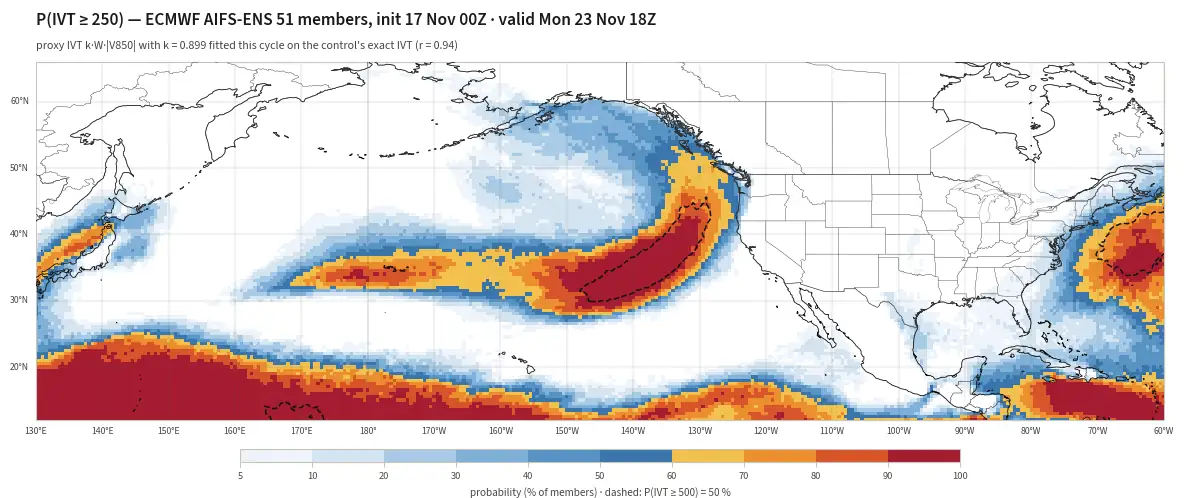 P(IVT ≥ 250) — ECMWF AIFS-ENS 51 members, init 17 Nov 00Z · valid Mon 23 Nov 18Z
proxy IVT k·W·|V850| with k = 0.899 fitted this cycle on the control's exact IVT (r = 0.94)
60°N
50°N
40°N
30°N
20°N
130°E 140°E 150°E 160°E 170°E 180° 170°W 160°W 150°W 140°W 130°W 120°W 110°W 100°W 90°W 80°W 70°W 60°W
5 10 20 30 40 50 60 70 80 90 100
probability (% of members) · dashed: P(IVT ≥ 500) = 50 %